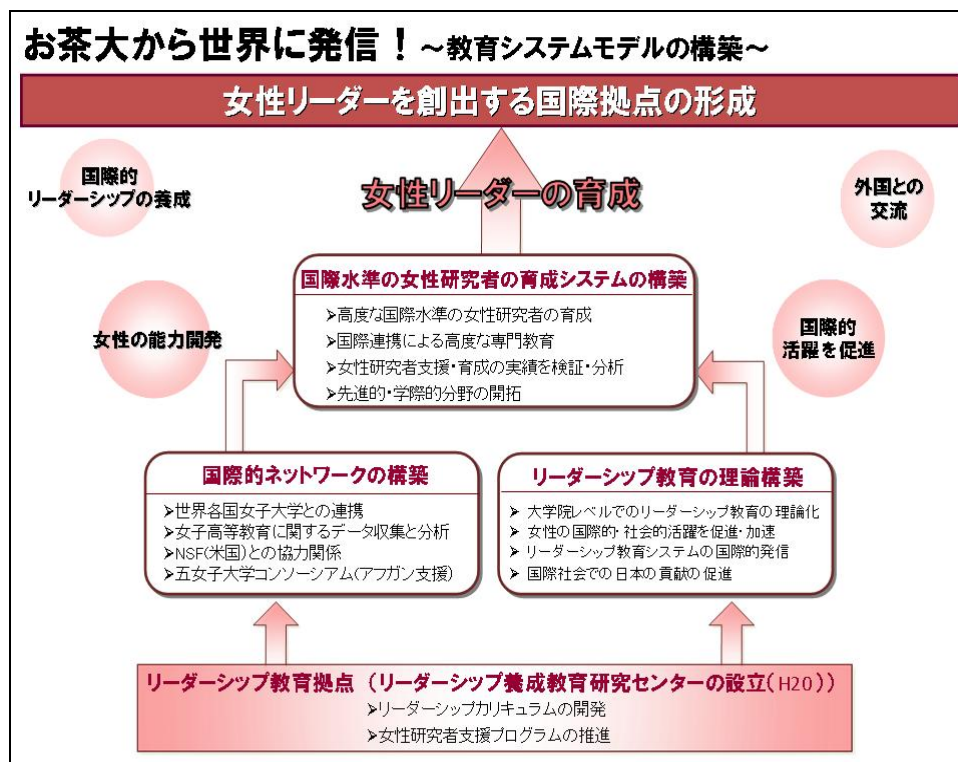 お茶大から世界に発信！ ～教育システムモデルの構築～
女性リーダーを創出する国際拠点の形成
国際的
リーダーシップの養成
女性リーダーの育成
外国との
交流
国際水準の女性研究者の育成システムの構築
➢高度な国際水準の女性研究者の育成
➢国際連携による高度な専門教育
➢女性研究者支援・育成の実績を検証・分析
➢先進的・学際的分野の開拓
女性の能力開発
国際的
活躍を促進
国際的ネットワークの構築
➢世界各国女子大学との連携
➢女子高等教育に関するデータ収集と分析
➢NSF(米国)との協力関係
➢五女子大学コンソーシアム(アフガン支援)
リーダーシップ教育の理論構築
➢ 大学院レベルでのリーダーシップ教育の理論化
➢ 女性の国際的・社会的活躍を促進・加速
➢ リーダーシップ教育システムの国際的発信
➢ 国際社会での日本の貢献の促進
リーダーシップ教育拠点（リーダーシップ養成教育研究センターの設立(H20)）
➢リーダーシップカリキュラムの開発
➢女性研究者支援プログラムの推進